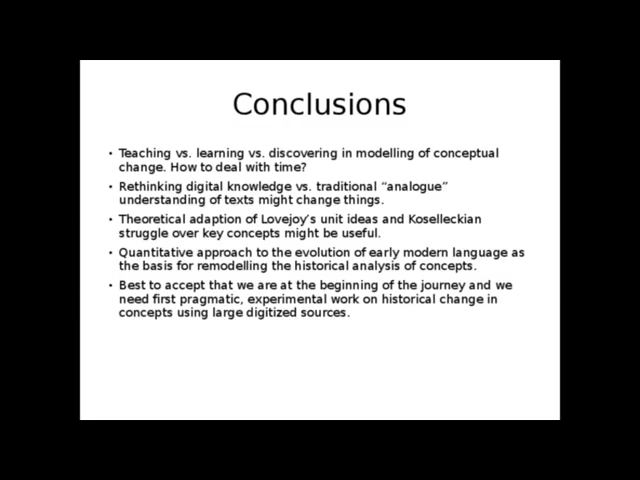 Conclusions
• Teaching vs. learning vs. discovering in modelling of conceptual
change. How to deal with time?
• Rethinking digital knowledge vs. traditional “analogue”
understanding of texts might change things.
• Theoretical adaption of Lovejoy’s unit ideas and Koselleckian
struggle over key concepts might be useful.
• Quantitative approach to the evolution of early modern language as
the basis for remodelling the historical analysis of concepts.
• Best to accept that we are at the beginning of the journey and we
need first pragmatic, experimental work on historical change in
concepts using large digitized sources.